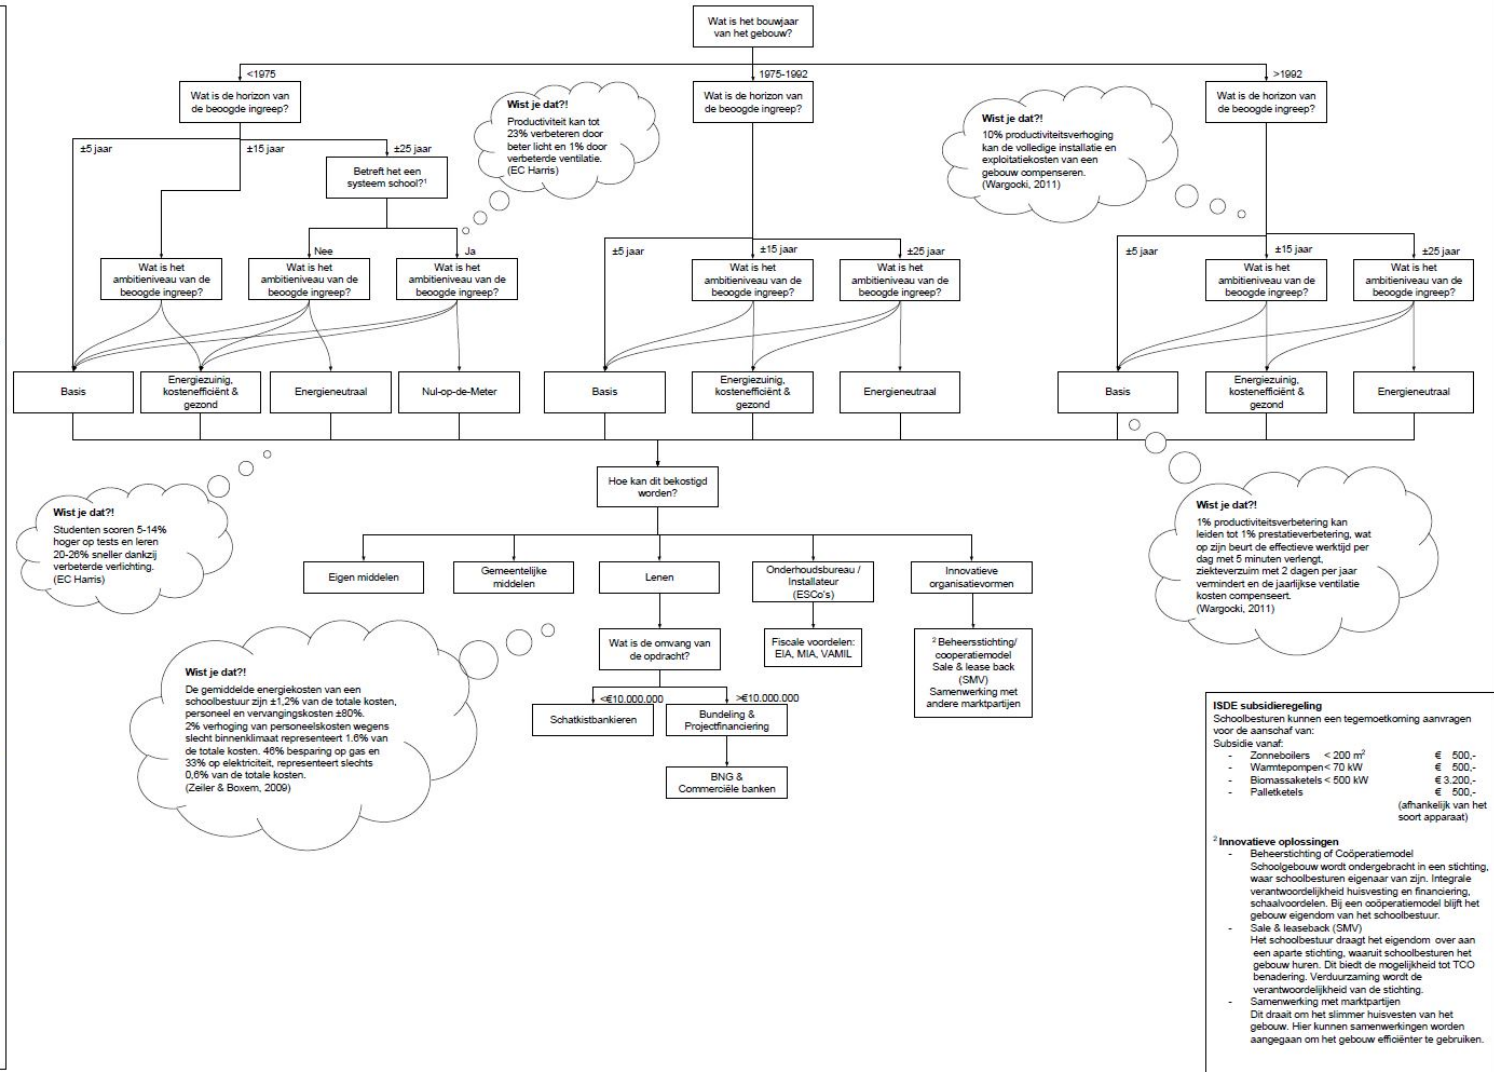 Wat is het bouwjaar
van het gebouw?
<1975
1975-1992
>1992
Wat is de horizon van
de beoogde ingreep?
Wat is de horizon van
de beoogde ingreep?
Wat is de horizon van
de beoogde ingreep?
Wist je dat?!
Productiviteit kan tot
23% verbeteren door
beter licht en 1% door
verbeterde ventilatie.
(EC Harris)
Wist je dat?!
10% productiviteitsverhoging
kan de volledige installatie en
exploitatiekosten van een
gebouw compenseren.
(Wargocki, 2011)
±5 jaar
±15 jaar
±25 jaar
Betreft het een
systeem school?¹
Nee
Ja
±5 jaar
±15 jaar
±25 jaar
±5 jaar
±15 jaar
±25 jaar
Wat is het
ambitieniveau van de
beoogde ingreep?
Wat is het
ambitieniveau van de
beoogde ingreep?
Wat is het
ambitieniveau van de
beoogde ingreep?
Wat is het
ambitieniveau van de
beoogde ingreep?
Wat is het
ambitieniveau van de
beoogde ingreep?
Wat is het
ambitieniveau van de
beoogde ingreep?
Wat is het
ambitieniveau van de
beoogde ingreep?
Basis
Energiezuinig,
kostenefficiënt &
gezond
Energieneutraal
Nul-op-de-Meter
Basis
Energiezuinig,
kostenefficiënt &
gezond
Energieneutraal
Basis
Energiezuinig,
kostenefficiënt &
gezond
Energieneutraal
Hoe kan dit bekostigd
worden?
Wist je dat?!
Studenten scoren 5-14%
hoger op tests en leren
20-26% sneller dankzij
verbeterde verlichting.
(EC Harris)
Wist je dat?!
1% productiviteitsverbetering kan
leiden tot 1% prestatieverbetering, wat
op zijn beurt de effectieve werktijd per
dag met 5 minuten verlengt,
ziekteverzuim met 2 dagen per jaar
vermindert en de jaarlijkse ventilatie
kosten compenseert.
(Wargocki, 2011)
Eigen middelen
Gemeentelijke
middelen
Lenen
Onderhoudsbureau /
Installateur
(ESCo's)
Innovatieve
organisatievormen
Wat is de omvang van
de opdracht?
Fiscale voordelen:
EIA, MIA, VAMIL
² Beheersstichting/
cooperatiemodel
Sale & lease back
(SMV)
Samenwerking met
andere marktpartijen
<€10.000.000
>€10.000.000
Schatkistbankieren
Bundeling &
Projectfinanciering
BNG &
Commerciële banken
Wist je dat?!
De gemiddelde energiekosten van een
schoolbestuur zijn ±1,2% van de totale kosten,
personeel en vervangingskosten ±80%.
2% verhoging van personeelskosten wegens
slecht binnenklimaat representeert 1.6% van
de totale kosten. 46% besparing op gas en
33% op elektriciteit, representeert slechts
0,6% van de totale kosten.
(Zeiler & Boxem, 2009)
ISDE subsidieregeling
Schoolbesturen kunnen een tegemoetkoming aanvragen
voor de aanschaf van:
Subsidie vanaf:
- Zonneboilers < 200 m² € 500,-
- Warmtepompen < 70 kW € 500,-
- Biomassaketels < 500 kW € 3.200,-
- Palletketels € 500,-
(afhankelijk van het
soort apparaat)
² Innovatieve oplossingen
- Beheerstichting of Coöperatiemodel
Schoolgebouw wordt ondergebracht in een stichting,
waar schoolbesturen eigenaar van zijn. Integrale
verantwoordelijkheid huisvesting en financiering,
schaalvoordelen. Bij een coöperatiemodel blijft het
gebouw eigendom van het schoolbestuur.
- Sale & leaseback (SMV)
Het schoolbestuur draagt het eigendom over aan
een aparte stichting, waaruit schoolbesturen het
gebouw huren. Dit biedt de mogelijkheid tot TCO
benadering. Verduurzaming wordt de
verantwoordelijkheid van de stichting.
- Samenwerking met marktpartijen
Dit draait om het slimmer huisvesten van het
gebouw. Hier kunnen samenwerkingen worden
aangegaan om het gebouw efficiënter te gebruiken.